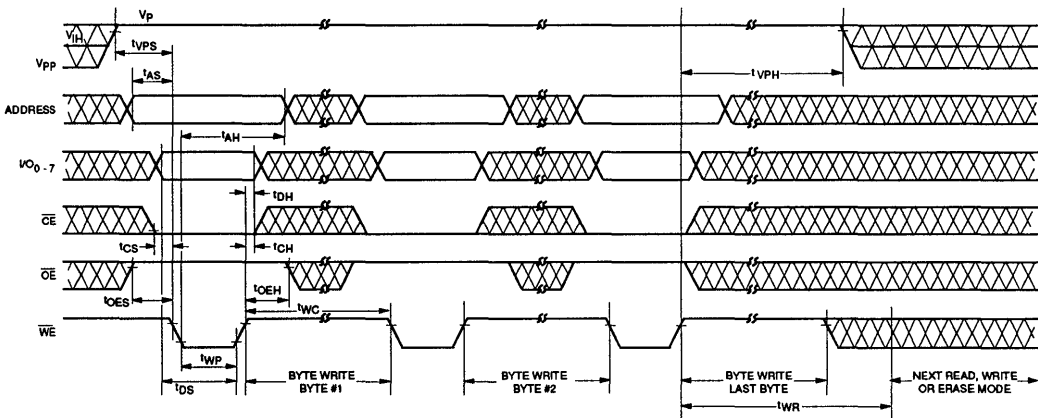 VP
VIH
tVPS
VPP
tVPH
tAS
ADDRESS
tAH
I/O0 - 7
tDH
CE
tCS
tCH
OE
tOES
tOEH
tWC
WE
tWP
tDS
BYTE WRITE
BYTE #1
BYTE WRITE
BYTE #2
BYTE WRITE
LAST BYTE
NEXT READ, WRITE
OR ERASE MODE
tWR